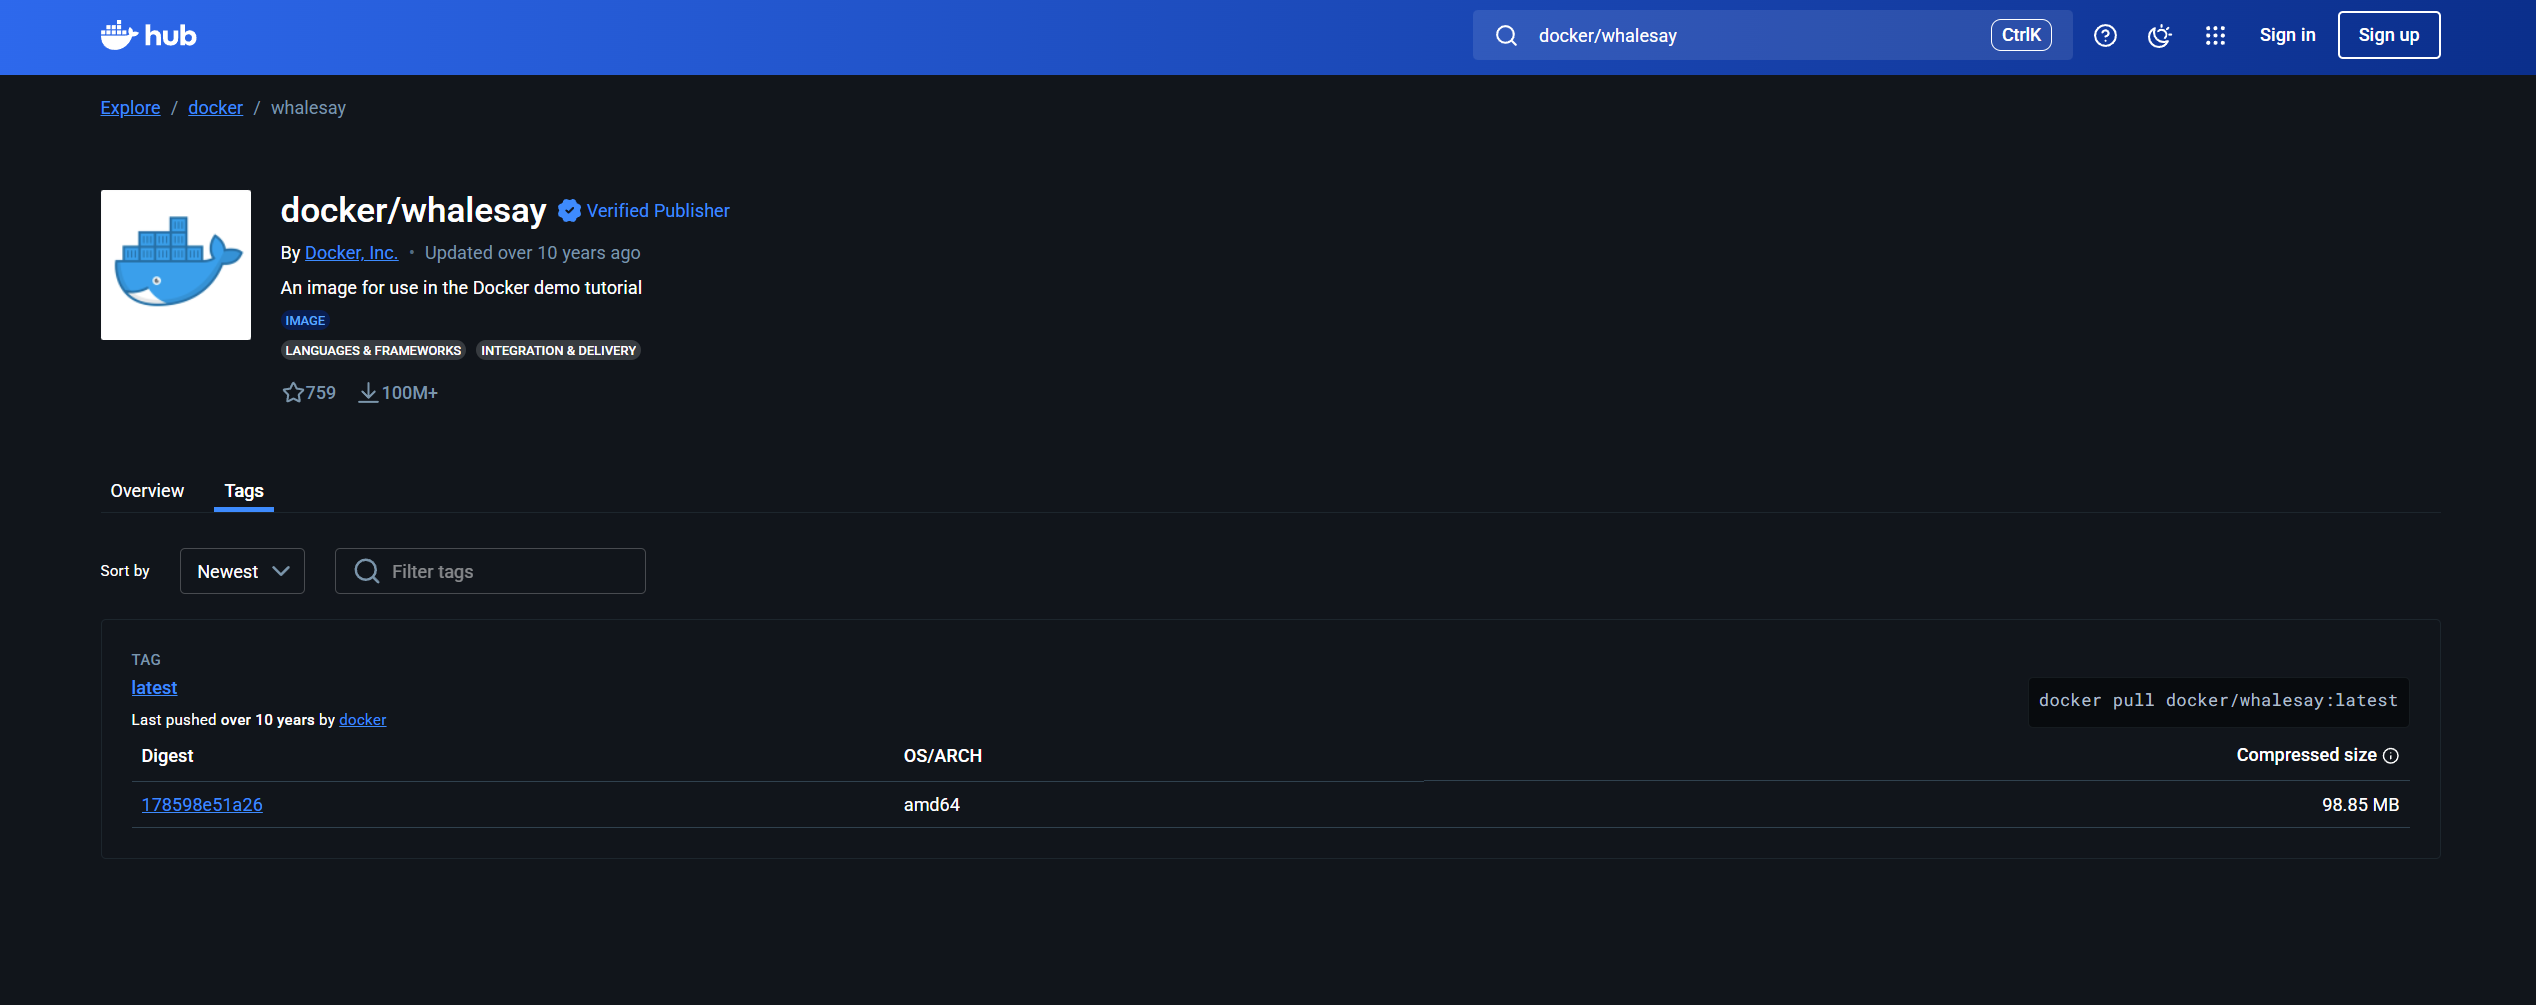 hub
docker/whalesay
CtrlK
Sign in
Sign up
Explore / docker / whalesay
docker/whalesay Verified Publisher
By Docker, Inc. • Updated over 10 years ago
An image for use in the Docker demo tutorial
IMAGE
LANGUAGES & FRAMEWORKS INTEGRATION & DELIVERY
759 100M+
Overview Tags
Sort by Newest Filter tags
TAG
latest
docker pull docker/whalesay:latest
Last pushed over 10 years by docker
Digest OS/ARCH Compressed size
178598e51a26 amd64 98.85 MB